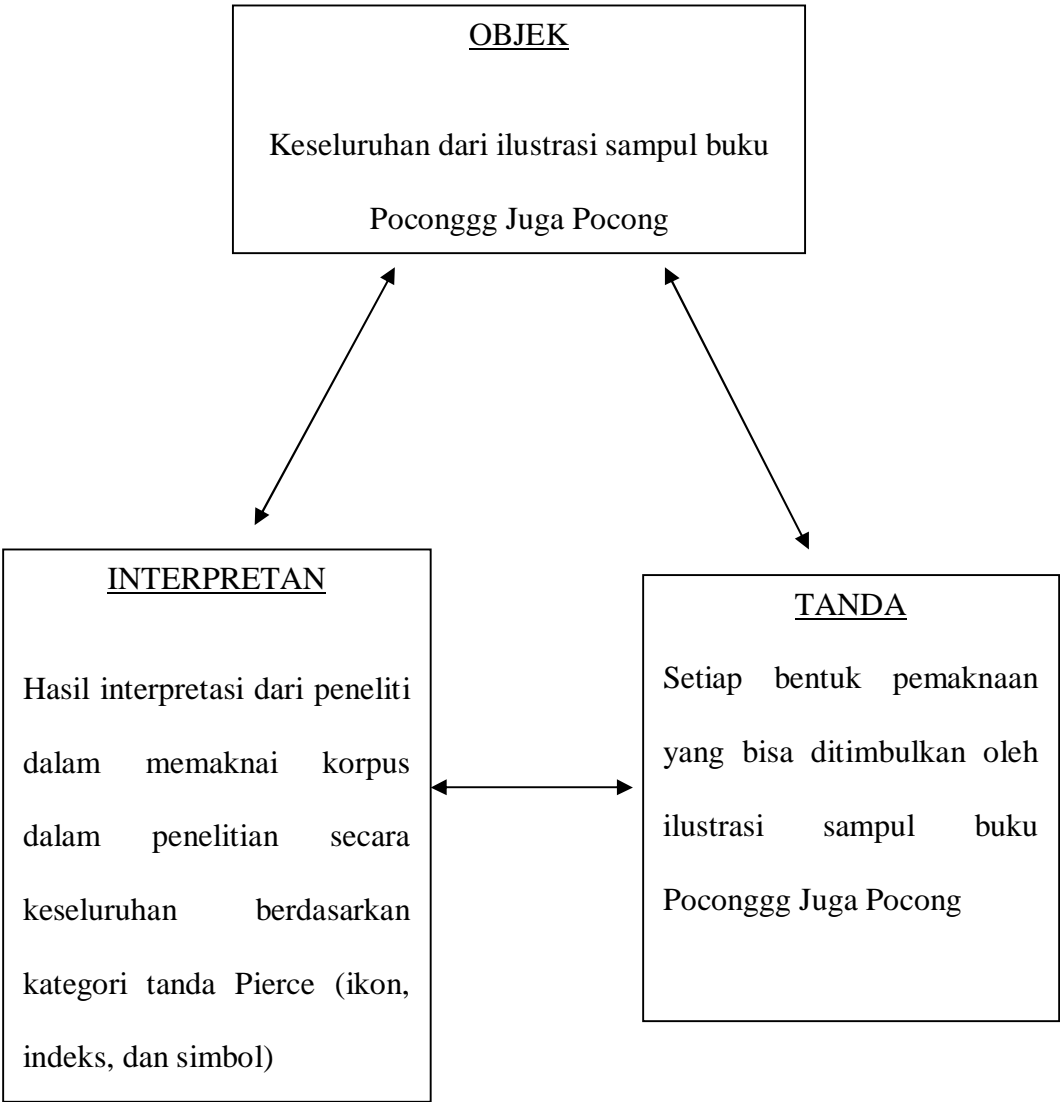 OBJEK
Keseluruhan dari ilustrasi sampul buku
Poconggg Juga Pocong
INTERPRETAN
Hasil interpretasi dari peneliti
dalam memaknai korpus
dalam penelitian secara
keseluruhan berdasarkan
kategori tanda Pierce (ikon,
indeks, dan simbol)
TANDA
Setiap bentuk pemaknaan
yang bisa ditimbulkan oleh
ilustrasi sampul buku
Poconggg Juga Pocong